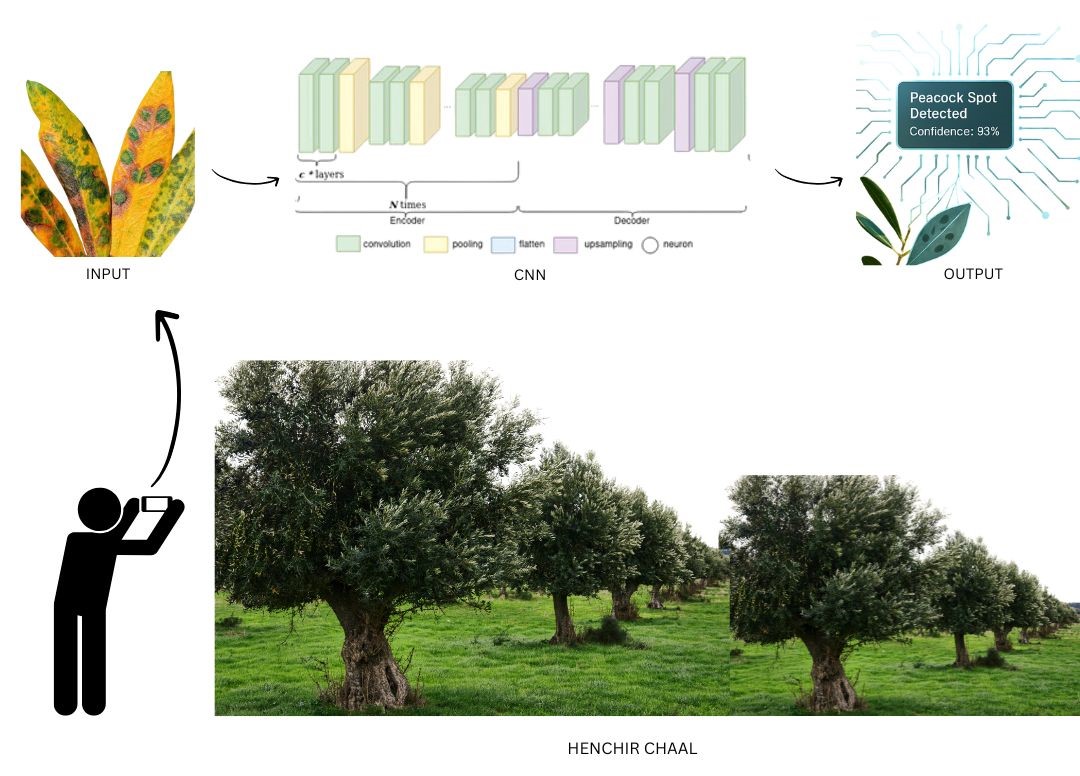 Peacock Spot
Detected
Confidence: 93%
c * layers
N times
Encoder
Decoder
convolution
pooling
flatten
upsampling
neuron
INPUT
CNN
OUTPUT
HENCHIR CHAAL